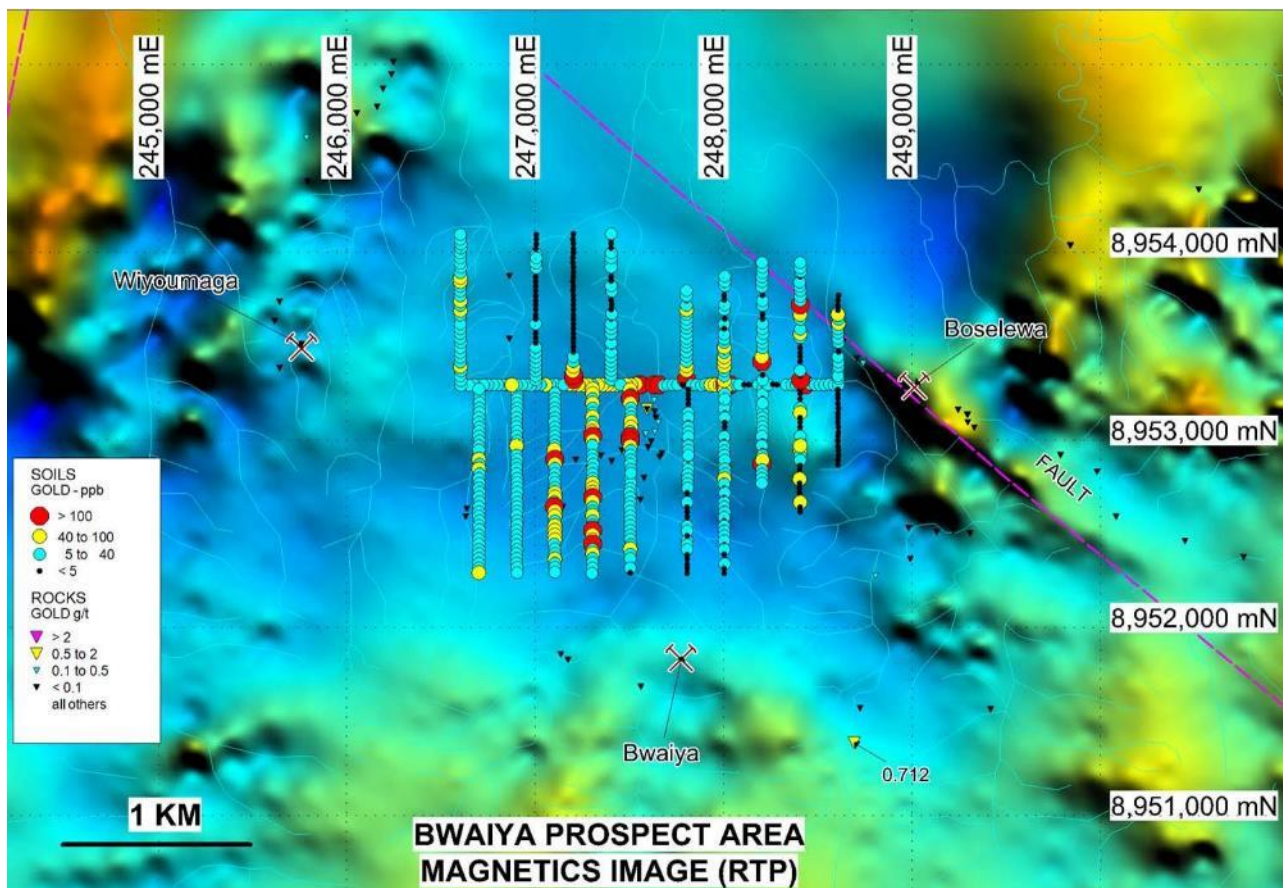 245,000 mE
246,000 mE
247,000 mE
248,000 mE
249,000 mE
8,954,000 mN
Wiyoumaga
Boselewa
8,953,000 mN
FAULT
SOILS
GOLD - ppb
> 100
40 to 100
5 to 40
< 5
ROCKS
GOLD g/t
> 2
0.5 to 2
0.1 to 0.5
< 0.1
all others
8,952,000 mN
Bwaiya
0.712
8,951,000 mN
1 KM
BWAIYA PROSPECT AREA
MAGNETICS IMAGE (RTP)